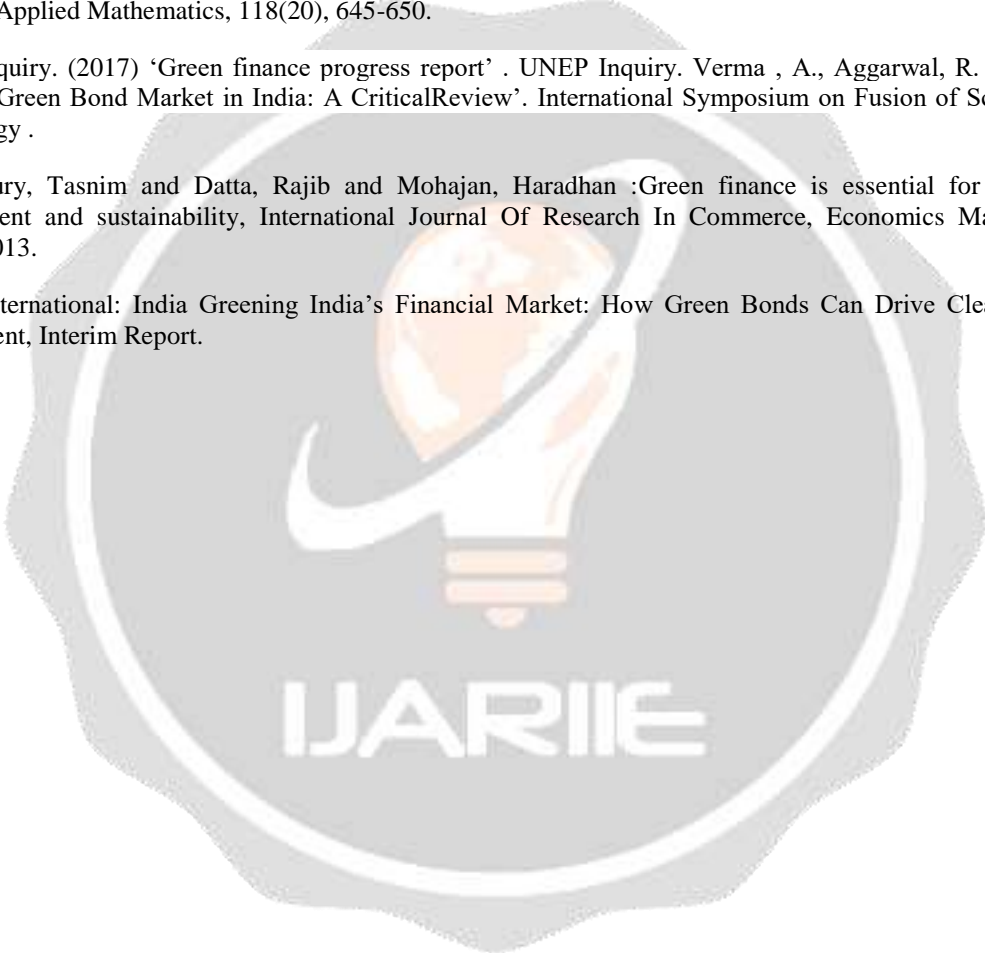 Applied Mathematics, 118(20), 645-650.
quiry. (2017) ‘Green finance progress report’ . UNEP Inquiry. Verma , A., Aggarwal, R.
Green Bond Market in India: A CriticalReview’. International Symposium on Fusion of Sc
gy .
ury, Tasnim and Datta, Rajib and Mohajan, Haradhan :Green finance is essential for
ent and sustainability, International Journal Of Research In Commerce, Economics Ma
013.
ternational: India Greening India’s Financial Market: How Green Bonds Can Drive Clea
ent, Interim Report.
IJARIIE